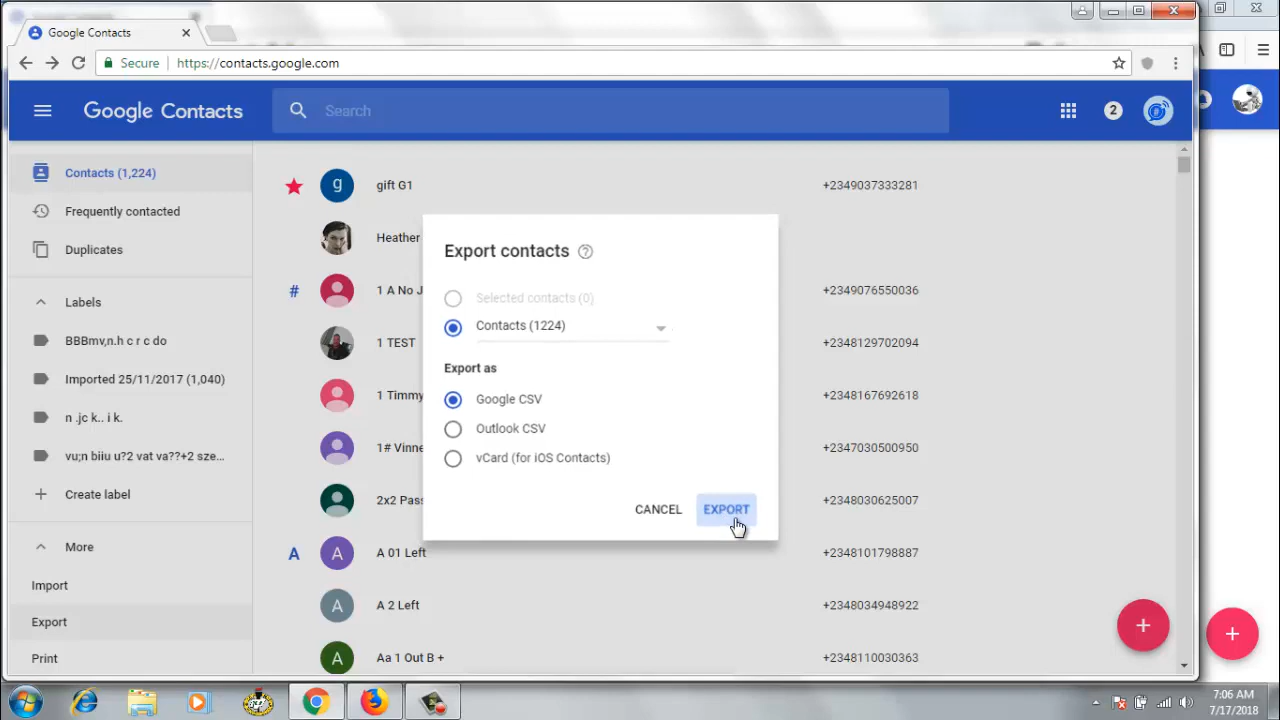 Google Contacts
Secure
https://contacts.google.com
Google Contacts
Search
2
Contacts (1,224)
Frequently contacted
Duplicates
Labels
BBBmv,n.h c r c do
Imported 25/11/2017 (1,040)
n .jc k.. i k.
vu;n biiu u?2 vat va??+2 sze...
Create label
More
Import
Export
Print
g gift G1 +2349037333281
Heather
# 1 A No J +2349076550036
1 TEST +2348129702094
1 Timmy +2348167692618
1# Vinne +2347030500950
2x2 Pass +2348030625007
A A A 01 Left +2348101798887
A A 2 Left +2348034948922
A Aa 1 Out B + +2348110030363
Export contacts ?
Selected contacts (0)
Contacts (1224)
Export as
Google CSV
Outlook CSV
vCard (for iOS Contacts)
CANCEL EXPORT
7:06 AM
7/17/2018